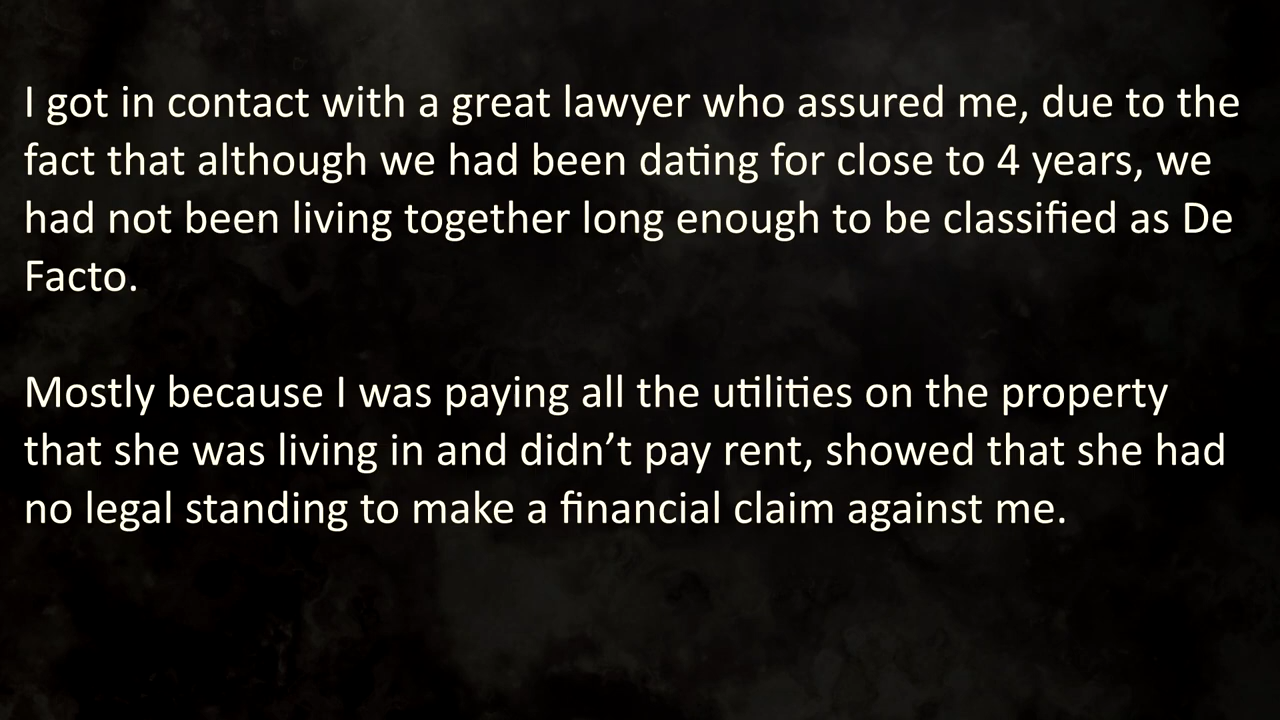 I got in contact with a great lawyer who assured me, due to the
fact that although we had been dating for close to 4 years, we
had not been living together long enough to be classified as De
Facto.
Mostly because I was paying all the utilities on the property
that she was living in and didn’t pay rent, showed that she had
no legal standing to make a financial claim against me.